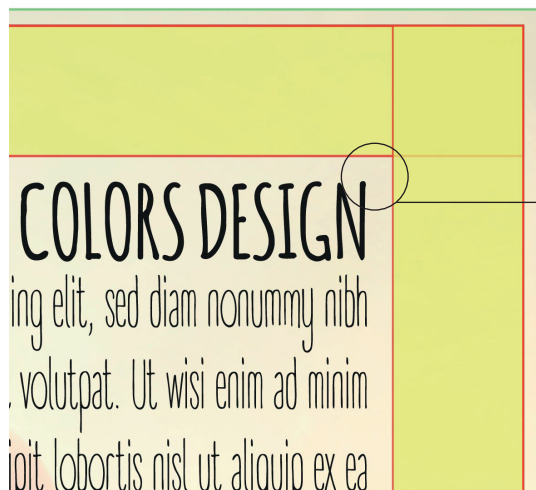 COLORS DESIGN
ing elit, sed diam nonummy nibh
volutpat. Ut wisi enim ad minim
ipit lobortis nisl ut aliquip ex ea